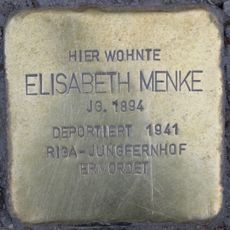 HIER WOHNTE
ELISABETH MENKE
JG. 1894
DEPORTIERT 1941
RIGA-JUNGFERNHOF
ERMORDET